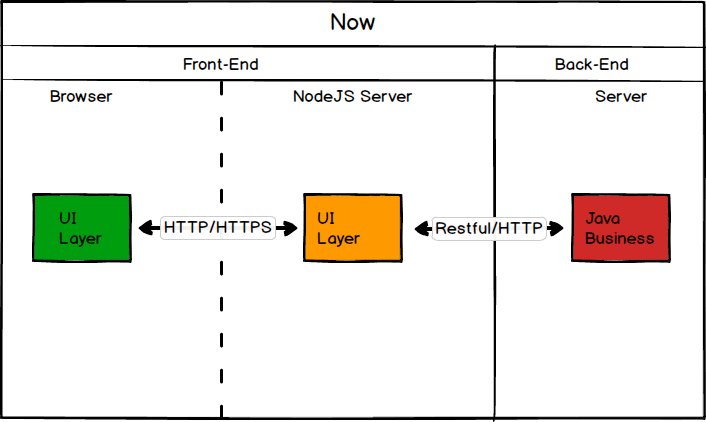 Now
Front-End
Back-End
Browser
NodeJS Server
Server
UI
Layer
HTTP/HTTPS
UI
Layer
Restful/HTTP
Java
Business